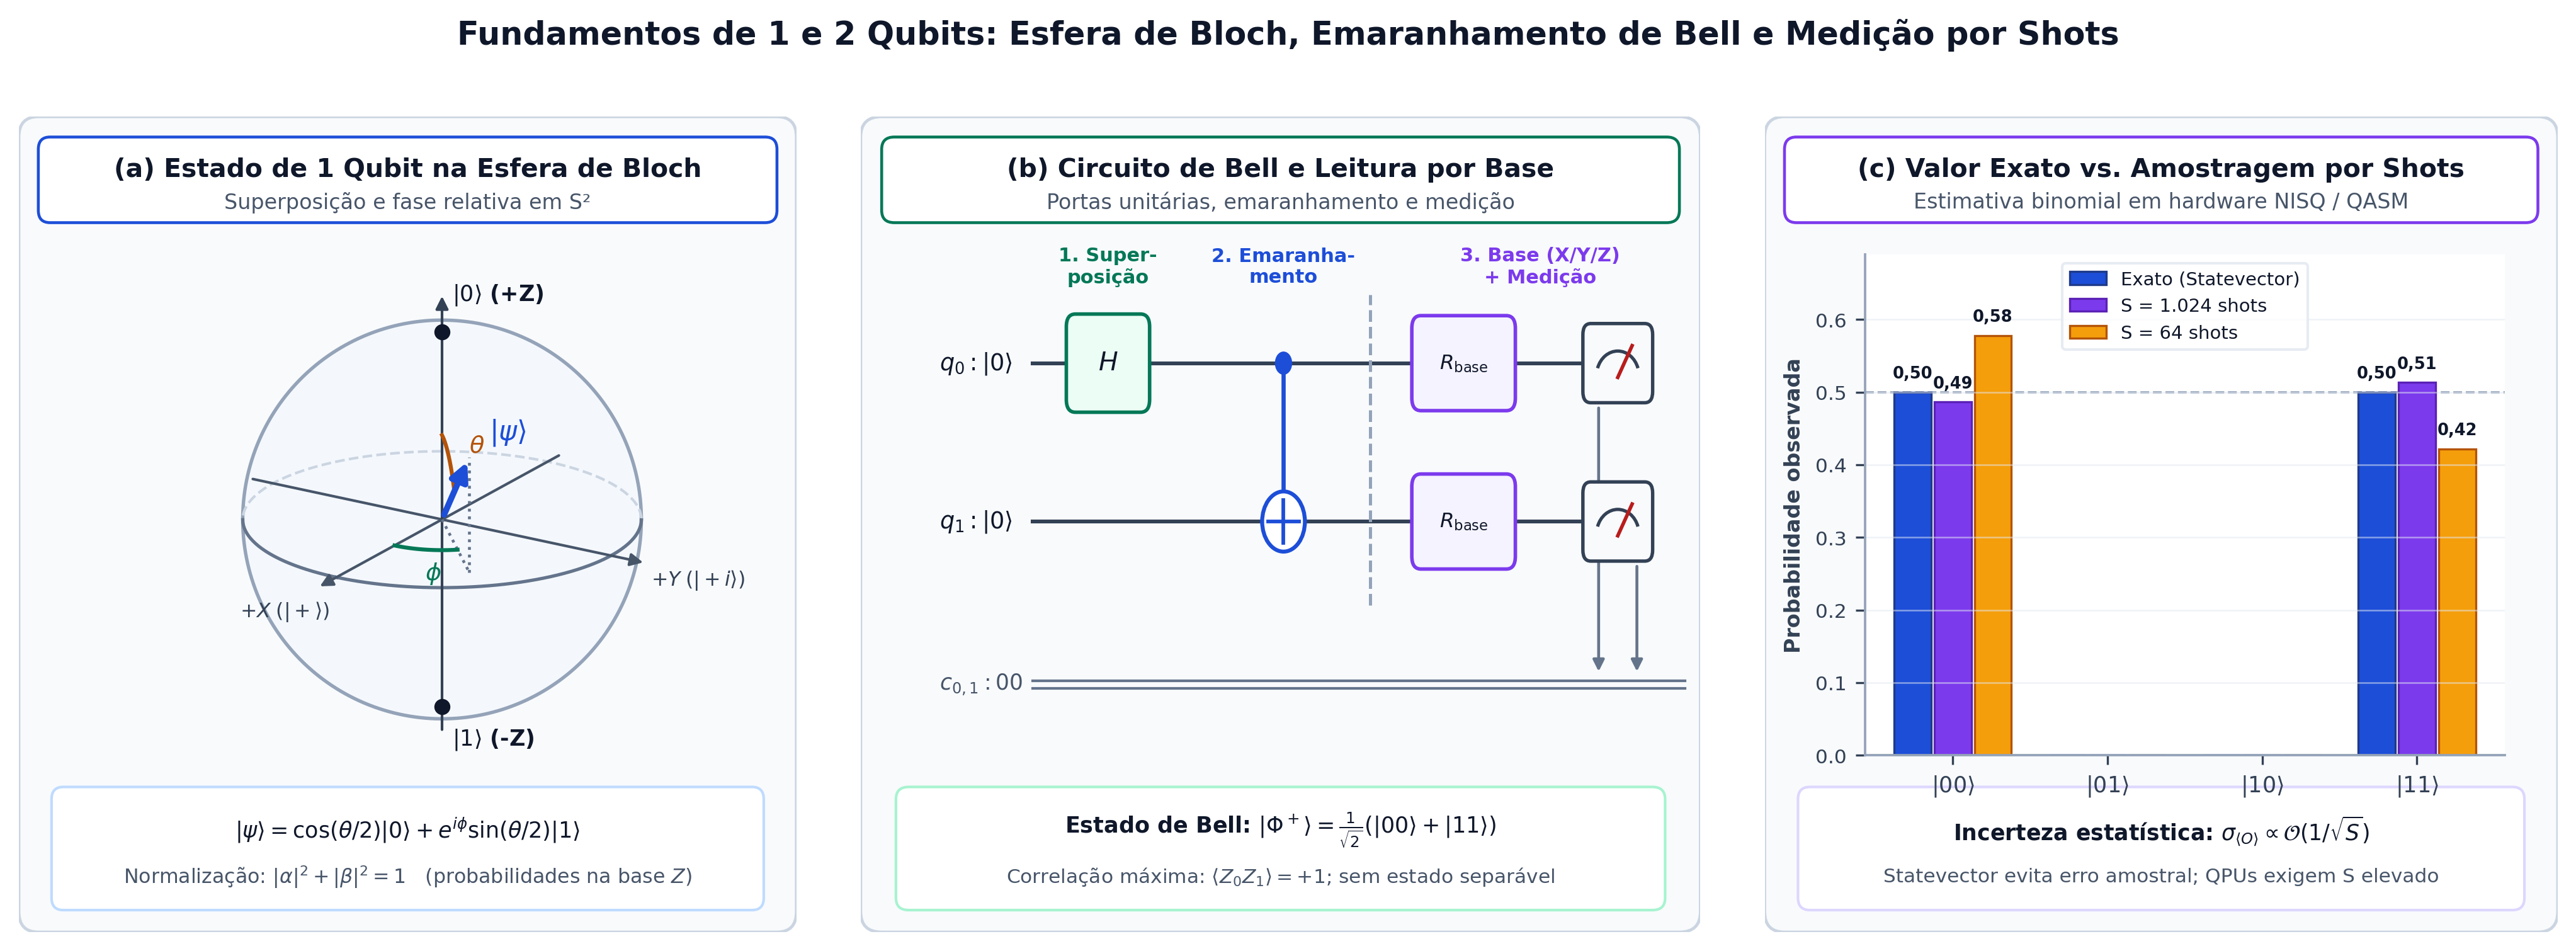 Fundamentos de 1 e 2 Qubits: Esfera de Bloch, Emaranhamento de Bell e Medição por Shots
(a) Estado de 1 Qubit na Esfera de Bloch
Superposição e fase relativa em S²
|0⟩ (+Z)
θ |ψ⟩
ϕ
+Y (|+i⟩)
+X (|+⟩)
|1⟩ (-Z)
|ψ⟩ = cos(θ/2)|0⟩ + e^{iϕ}sin(θ/2)|1⟩
Normalização: |α|² + |β|² = 1 (probabilidades na base Z)
(b) Circuito de Bell e Leitura por Base
Portas unitárias, emaranhamento e medição
1. Super-
posição
2. Emaranha-
mento
3. Base (X/Y/Z)
+ Medição
q₀ : |0⟩
H
R_base
q₁ : |0⟩
R_base
c₀,₁ : 00
Estado de Bell: |Φ⁺⟩ = 1/√2 (|00⟩ + |11⟩)
Correlação máxima: ⟨Z₀Z₁⟩ = +1; sem estado separável
(c) Valor Exato vs. Amostragem por Shots
Estimativa binomial em hardware NISQ / QASM
Exato (Statevector)
S = 1.024 shots
S = 64 shots
Probabilidade observada
0.6
0.5
0.4
0.3
0.2
0.1
0.0
0,50
0,49
0,58
0,50
0,51
0,42
|00⟩
|01⟩
|10⟩
|11⟩
Incerteza estatística: σ_⟨O⟩ ∝ 𝒪(1/√S)
Statevector evita erro amostral; QPUs exigem S elevado